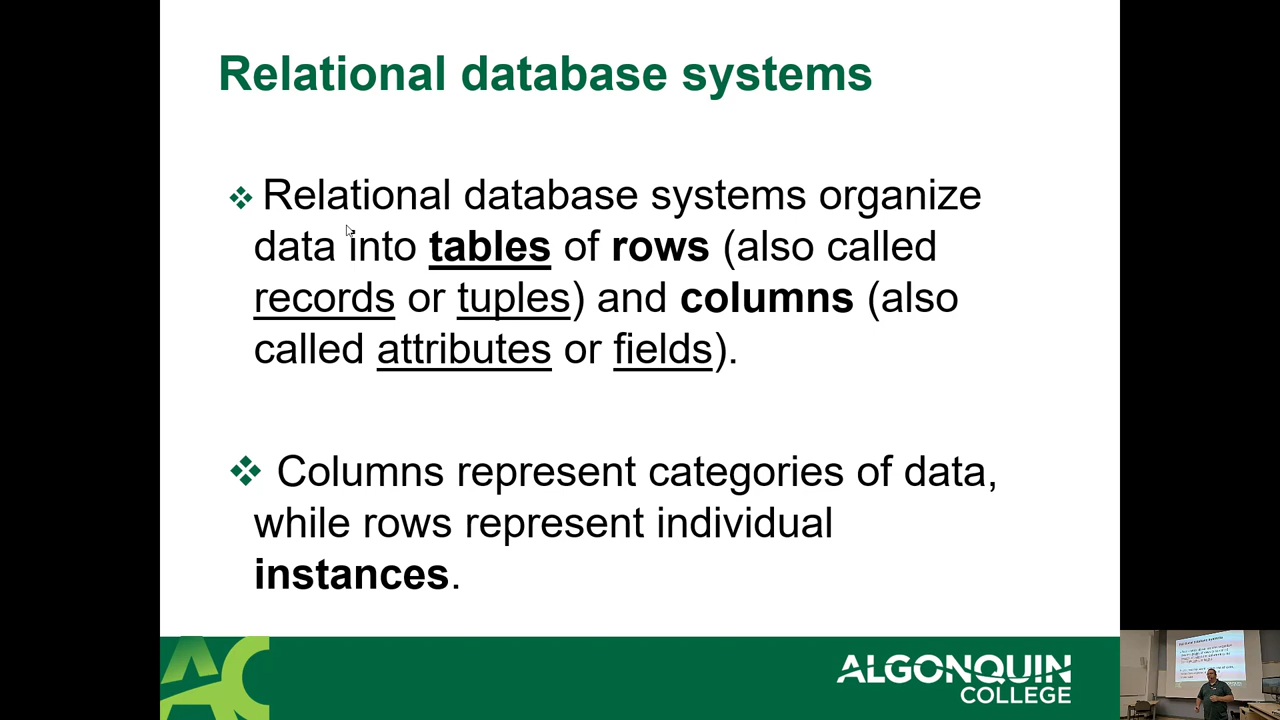 Relational database systems
❖ Relational database systems organize
data into tables of rows (also called
records or tuples) and columns (also
called attributes or fields).
❖ Columns represent categories of data,
while rows represent individual
instances.
AC
ALGONQUIN
COLLEGE